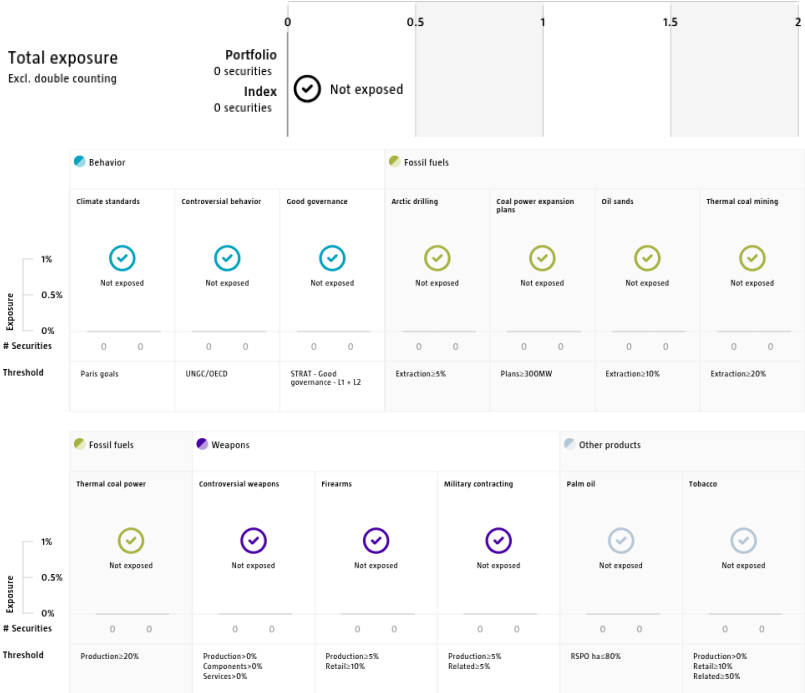 0 0.5 1 1.5 2
Total exposure
Excl. double counting
Portfolio
0 securities
Index
0 securities
Not exposed
Behavior
Fossil fuels
Climate standards
Controversial behavior
Good governance
Arctic drilling
Coal power expansion
plans
Oil sands
Thermal coal mining
Exposure
1%
0.5%
0%
Not exposed Not exposed Not exposed Not exposed Not exposed Not exposed Not exposed
# Securities 0 0 0 0 0 0 0 0 0 0 0 0 0 0
Threshold
Paris goals
UNGC/OECD
STRAT - Good
governance - L1 + L2
Extraction≥5%
Plans≥300MW
Extraction≥10%
Extraction≥20%
Fossil fuels
Weapons
Other products
Thermal coal power
Controversial weapons
Firearms
Military contracting
Palm oil
Tobacco
Exposure
1%
0.5%
0%
Not exposed Not exposed Not exposed Not exposed Not exposed Not exposed
# Securities 0 0 0 0 0 0 0 0 0 0 0 0
Threshold
Production≥20%
Production>0%
Components>0%
Services>0%
Production≥5%
Retail≥10%
Production≥5%
Related≥5%
RSPO ha≤80%
Production>0%
Retail≥10%
Related≥50%